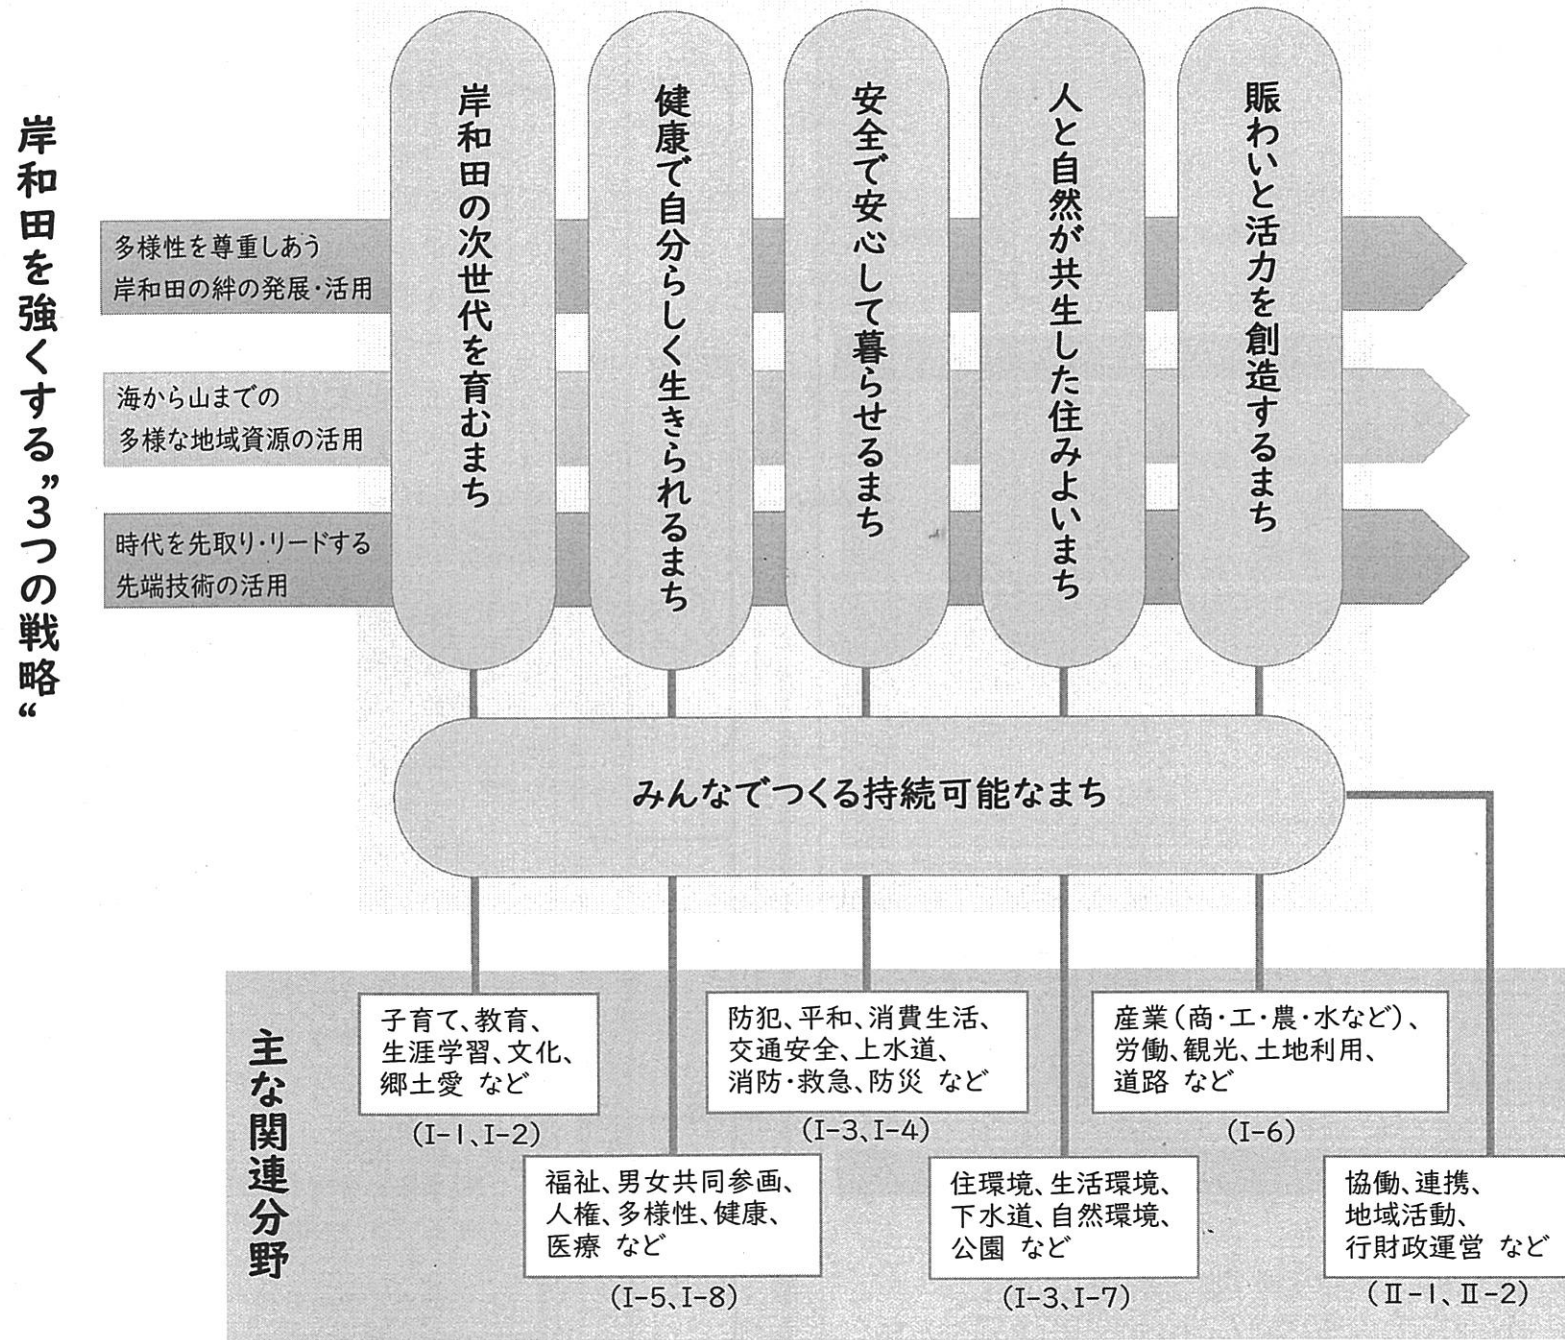 岸和田を強くする”3つの戦略“
多様性を尊重しあう
岸和田の絆の発展・活用
海から山までの
多様な地域資源の活用
時代を先取り・リードする
先端技術の活用
岸和田の次世代を育むまち
健康で自分らしく生きられるまち
安全で安心して暮らせるまち
人と自然が共生した住みよいまち
賑わいと活力を創造するまち
みんなでつくる持続可能なまち
主な関連分野
子育て、教育、
生涯学習、文化、
郷土愛 など
(Ⅰ-1、Ⅰ-2)
福祉、男女共同参画、
人権、多様性、健康、
医療 など
(Ⅰ-5、Ⅰ-8)
防犯、平和、消費生活、
交通安全、上水道、
消防・救急、防災 など
(Ⅰ-3、Ⅰ-4)
住環境、生活環境、
下水道、自然環境、
公園 など
(Ⅰ-3、Ⅰ-7)
産業(商・工・農・水など)、
労働、観光、土地利用、
道路 など
(Ⅰ-6)
協働、連携、
地域活動、
行財政運営 など
(Ⅱ-1、Ⅱ-2)